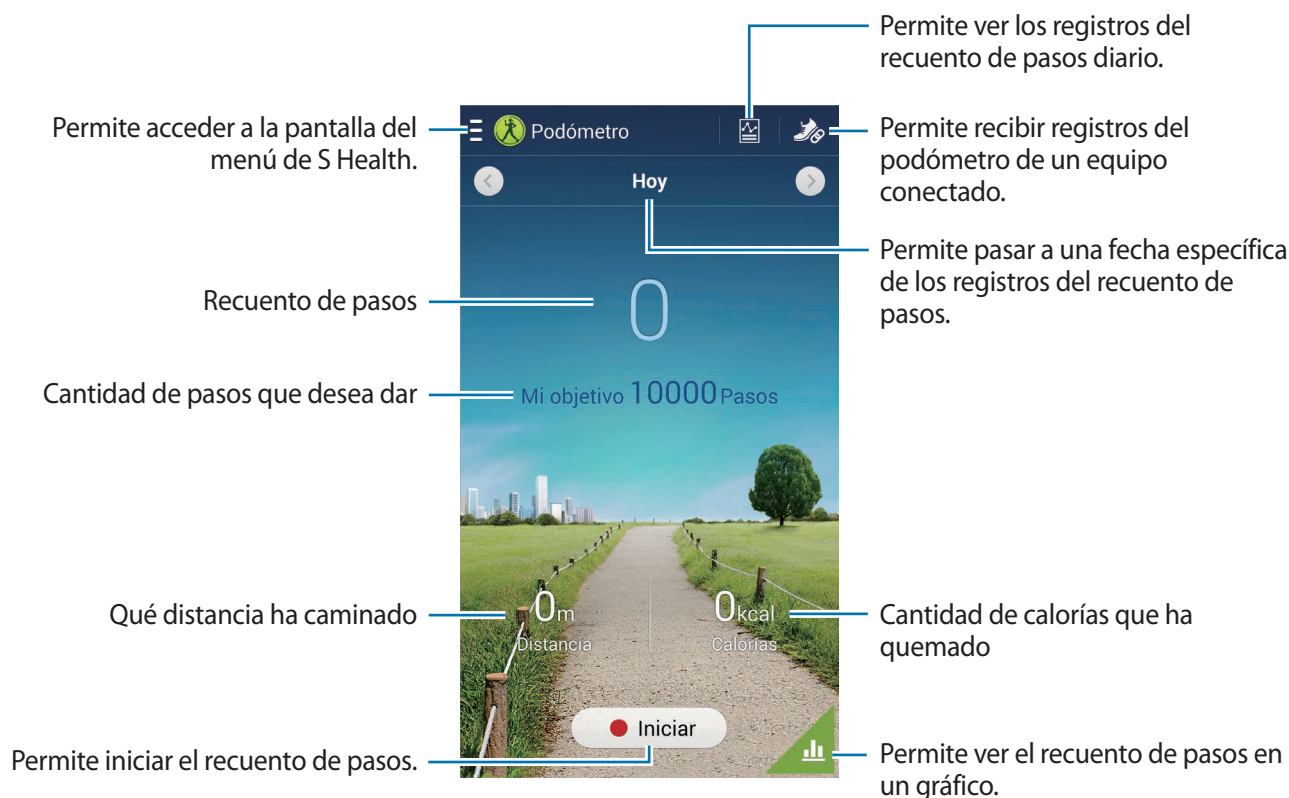 Permite ver los registros del
recuento de pasos diario.
Permite acceder a la pantalla del
menú de S Health.
Podómetro
Permite recibir registros del
podómetro de un equipo
conectado.
Hoy
Permite pasar a una fecha específica
de los registros del recuento de
pasos.
Recuento de pasos
0
Cantidad de pasos que desea dar
Mi objetivo 10000 Pasos
Qué distancia ha caminado
0m
Distancia
0kcal
Calorías
Cantidad de calorías que ha
quemado
Iniciar
Permite iniciar el recuento de pasos.
Permite ver el recuento de pasos en
un gráfico.